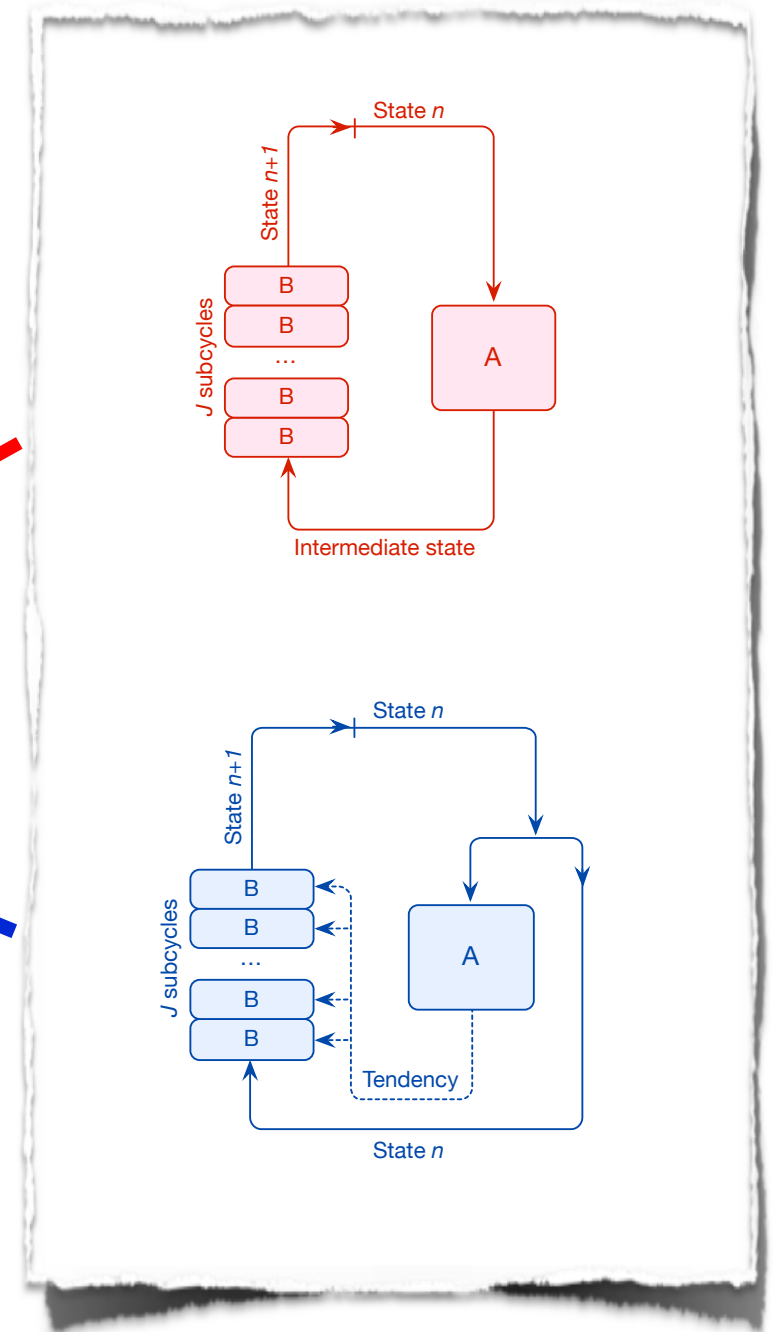 State n
State n+1
B
B
...
B
B
J subcycles
A
Intermediate state
State n
State n+1
B
B
...
B
B
J subcycles
A
Tendency
State n